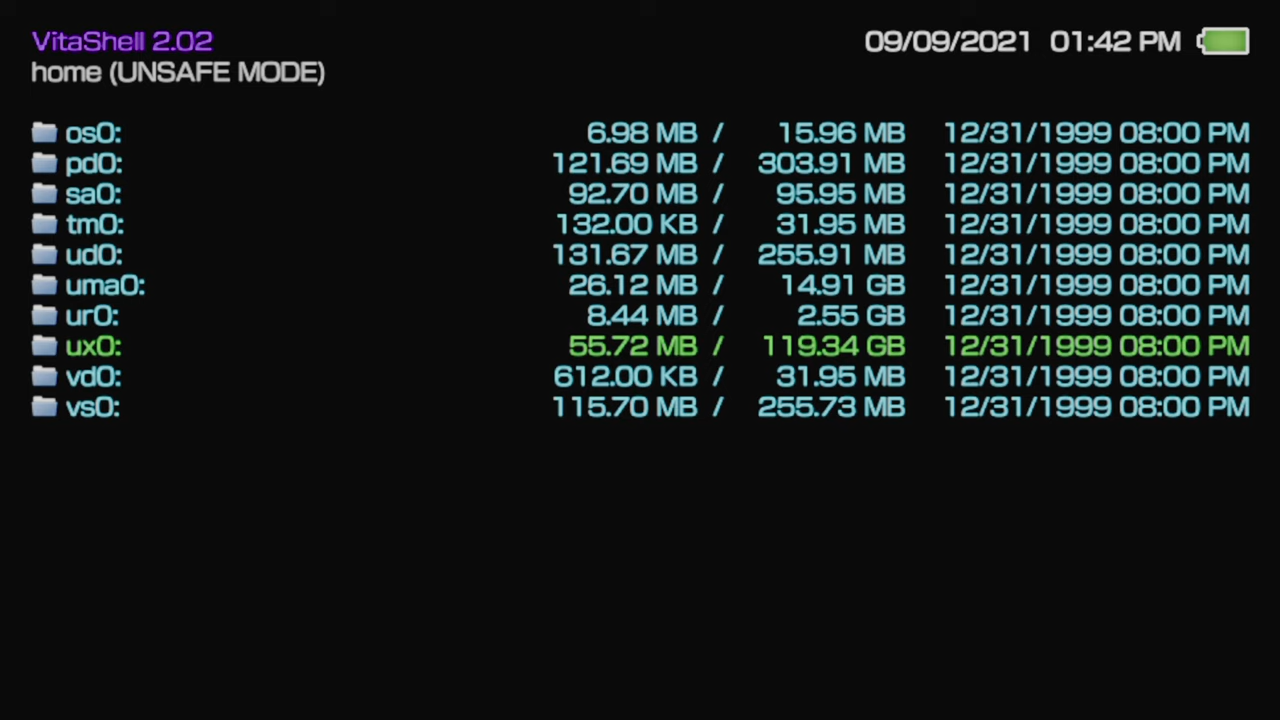 VitaShell 2.02 09/09/2021 01:42 PM
home (UNSAFE MODE)
os0: 6.98 MB / 15.96 MB 12/31/1999 08:00 PM
pd0: 121.69 MB / 303.91 MB 12/31/1999 08:00 PM
sa0: 92.70 MB / 95.95 MB 12/31/1999 08:00 PM
tm0: 132.00 KB / 31.95 MB 12/31/1999 08:00 PM
ud0: 131.67 MB / 255.91 MB 12/31/1999 08:00 PM
uma0: 26.12 MB / 14.91 GB 12/31/1999 08:00 PM
ur0: 8.44 MB / 2.55 GB 12/31/1999 08:00 PM
ux0: 55.72 MB / 119.34 GB 12/31/1999 08:00 PM
vd0: 612.00 KB / 31.95 MB 12/31/1999 08:00 PM
vs0: 115.70 MB / 255.73 MB 12/31/1999 08:00 PM